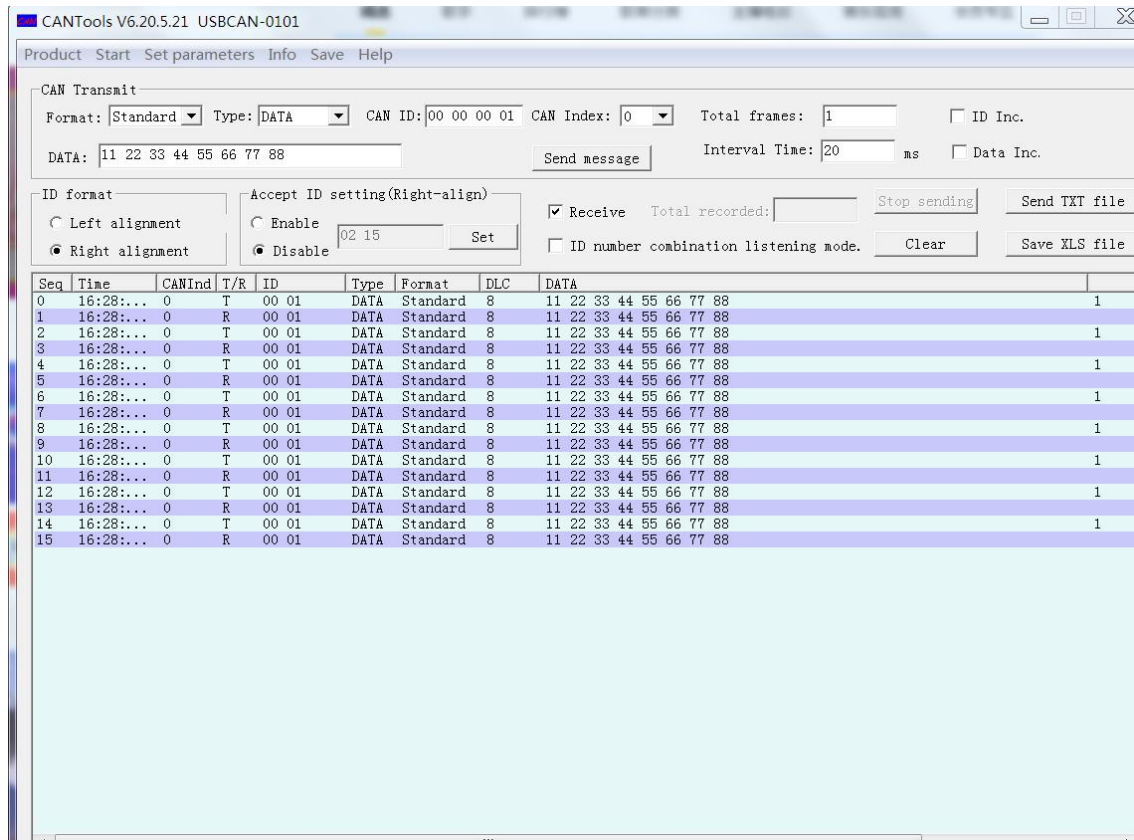 CAN CANTools V6.20.5.21 USBCAN-0101
Product Start Set parameters Info Save Help
CAN Transmit
Format: Standard Type: DATA CAN ID: 00 00 00 01 CAN Index: 0 Total frames: 1 ID Inc.
DATA: 11 22 33 44 55 66 77 88 Send message Interval Time: 20 ms Data Inc.
ID format Accept ID setting(Right-align)
Left alignment Enable Receive Total recorded: Stop sending Send TXT file
Right alignment Disable 02 15 Set ID number combination listening mode. Clear Save XLS file
Seq Time CANInd T/R ID Type Format DLC DATA
0 16:28:... 0 T 00 01 DATA Standard 8 11 22 33 44 55 66 77 88 1
1 16:28:... 0 R 00 01 DATA Standard 8 11 22 33 44 55 66 77 88
2 16:28:... 0 T 00 01 DATA Standard 8 11 22 33 44 55 66 77 88 1
3 16:28:... 0 R 00 01 DATA Standard 8 11 22 33 44 55 66 77 88
4 16:28:... 0 T 00 01 DATA Standard 8 11 22 33 44 55 66 77 88 1
5 16:28:... 0 R 00 01 DATA Standard 8 11 22 33 44 55 66 77 88
6 16:28:... 0 T 00 01 DATA Standard 8 11 22 33 44 55 66 77 88 1
7 16:28:... 0 R 00 01 DATA Standard 8 11 22 33 44 55 66 77 88
8 16:28:... 0 T 00 01 DATA Standard 8 11 22 33 44 55 66 77 88 1
9 16:28:... 0 R 00 01 DATA Standard 8 11 22 33 44 55 66 77 88
10 16:28:... 0 T 00 01 DATA Standard 8 11 22 33 44 55 66 77 88 1
11 16:28:... 0 R 00 01 DATA Standard 8 11 22 33 44 55 66 77 88
12 16:28:... 0 T 00 01 DATA Standard 8 11 22 33 44 55 66 77 88 1
13 16:28:... 0 R 00 01 DATA Standard 8 11 22 33 44 55 66 77 88
14 16:28:... 0 T 00 01 DATA Standard 8 11 22 33 44 55 66 77 88 1
15 16:28:... 0 R 00 01 DATA Standard 8 11 22 33 44 55 66 77 88